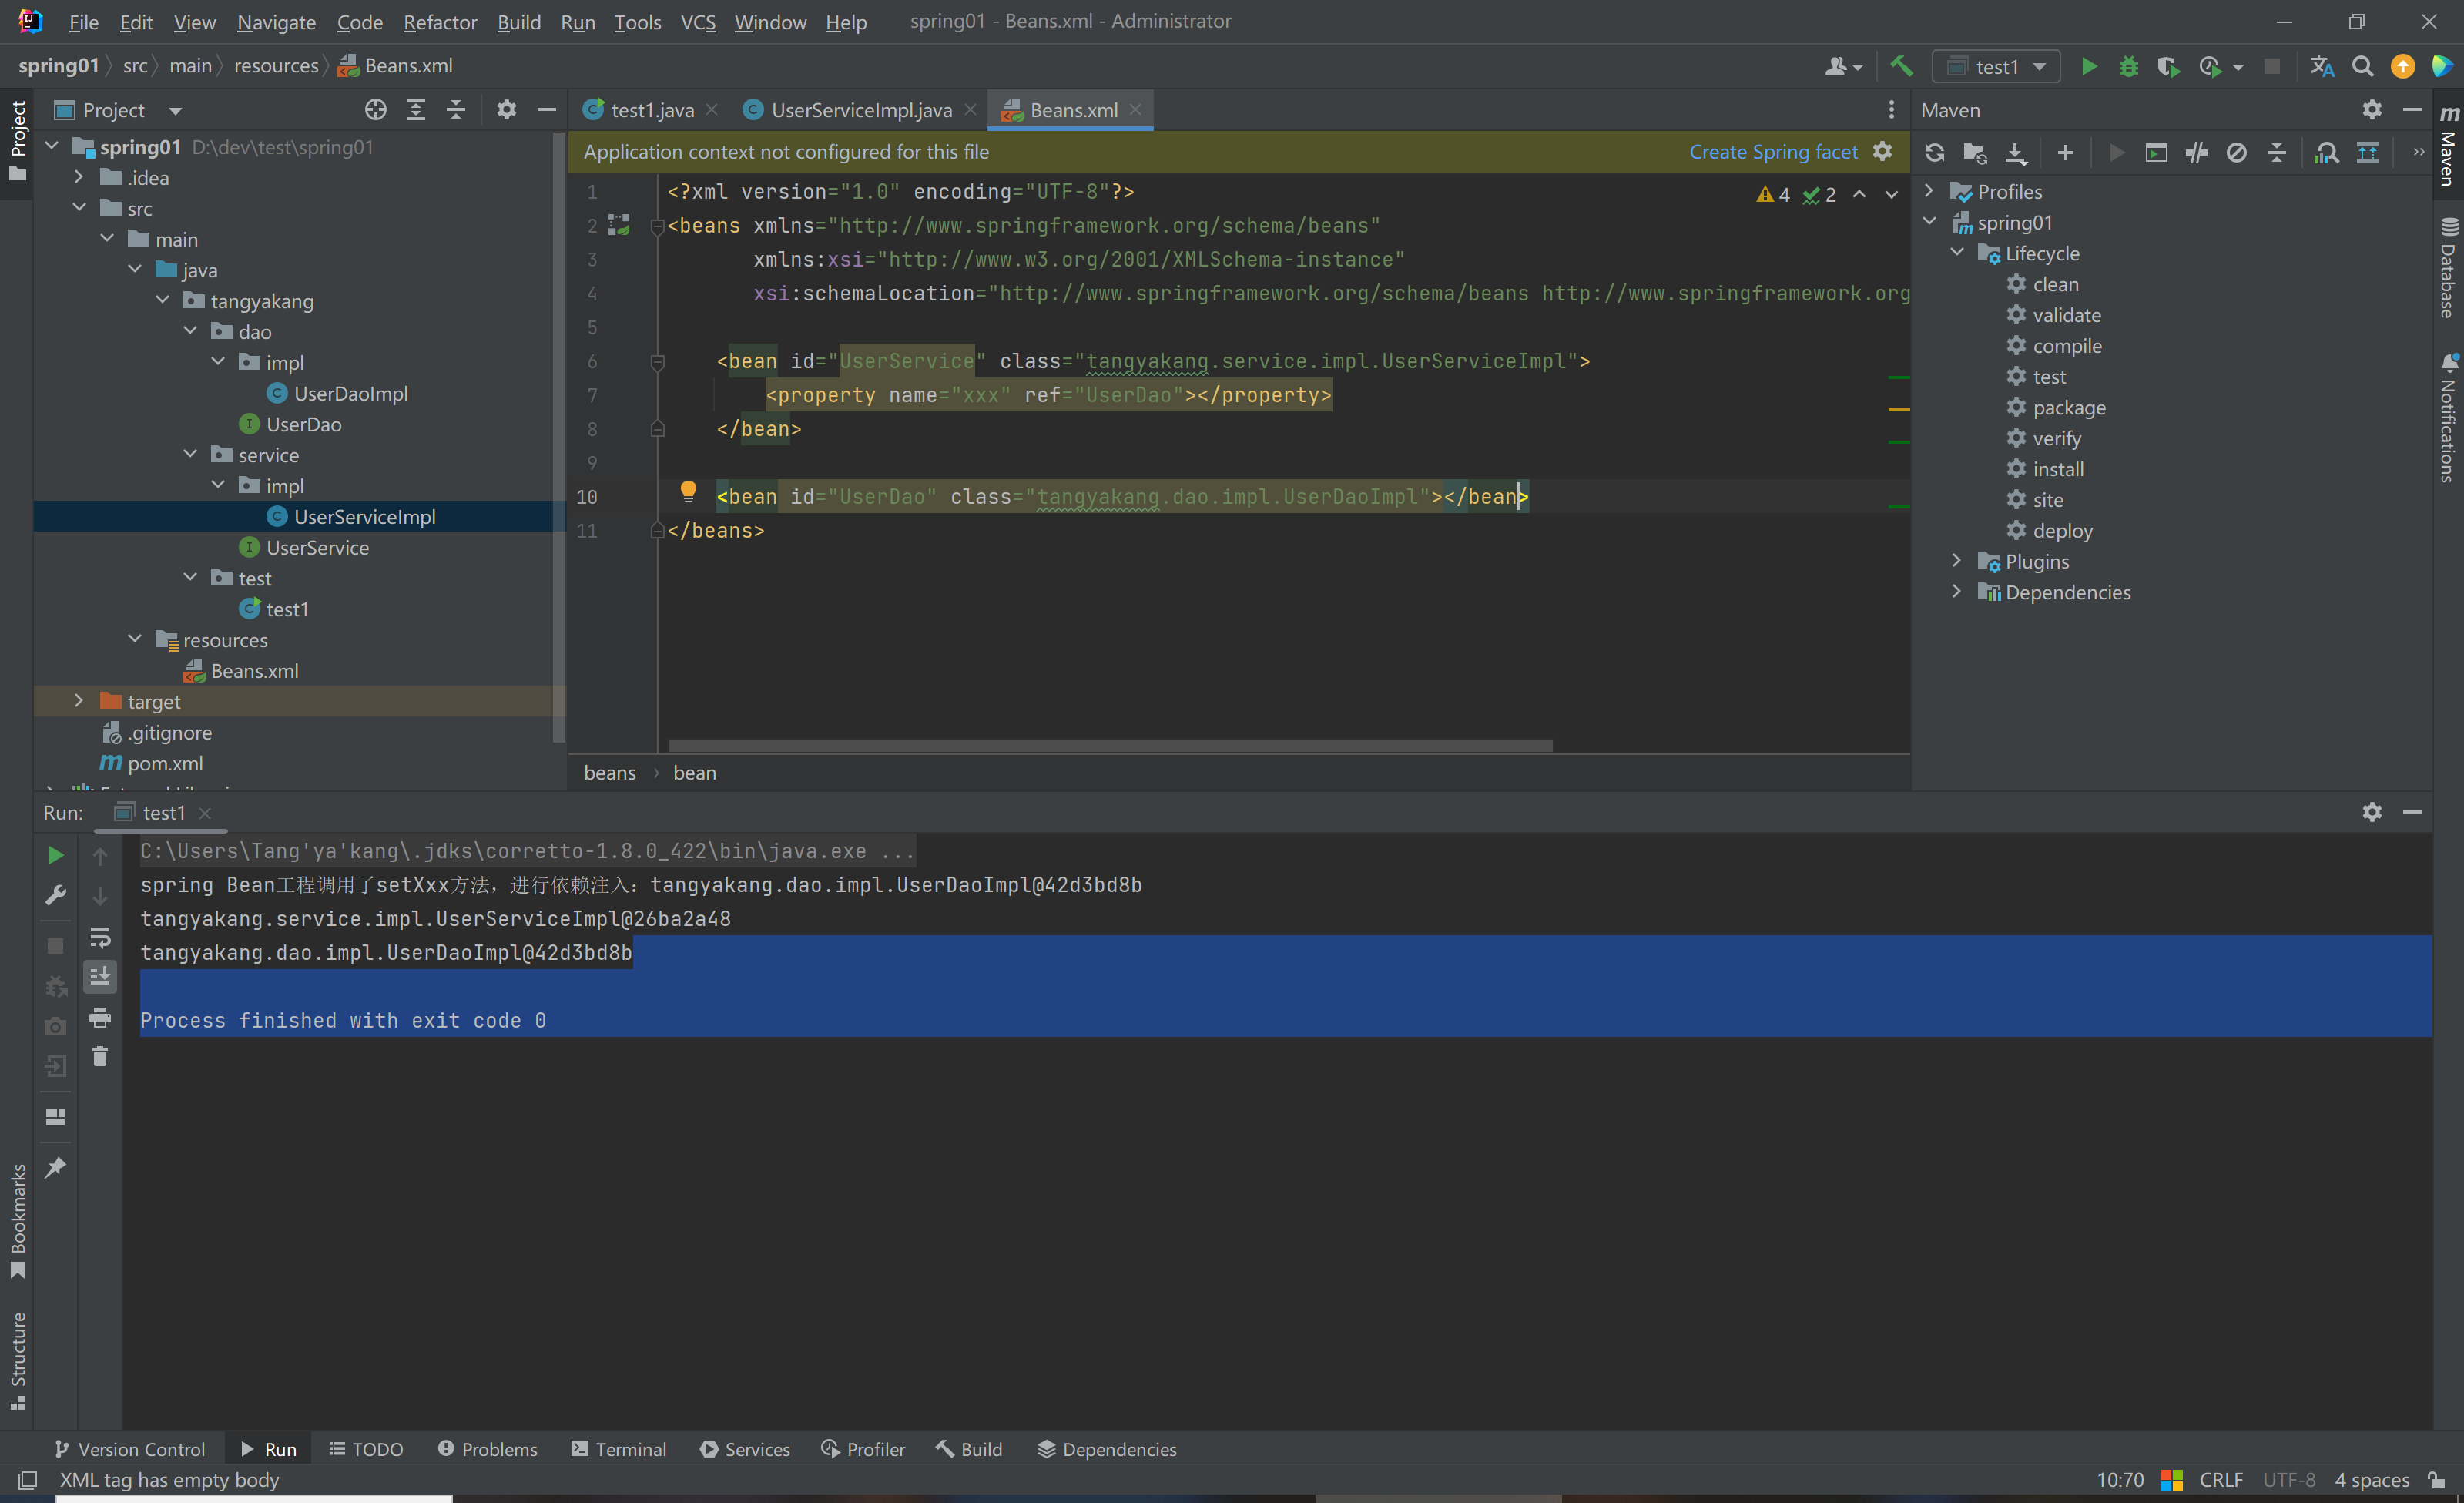 File Edit View Navigate Code Refactor Build Run Tools VCS Window Help spring01 - Beans.xml - Administrator
spring01 src main resources Beans.xml
test1
Project
Project
test1.java
UserServiceImpl.java
Beans.xml
Maven
Maven
Database
Notifications
spring01 D:\dev\test\spring01
.idea
src
main
java
tangyakang
dao
impl
UserDaoImpl
UserDao
service
impl
UserServiceImpl
UserService
test
test1
resources
Beans.xml
target
.gitignore
pom.xml
Application context not configured for this file Create Spring facet
4 2
1 <?xml version="1.0" encoding="UTF-8"?>
2 <beans xmlns="http://www.springframework.org/schema/beans"
3 xmlns:xsi="http://www.w3.org/2001/XMLSchema-instance"
4 xsi:schemaLocation="http://www.springframework.org/schema/beans http://www.springframework.org
5
6 <bean id="UserService" class="tangyakang.service.impl.UserServiceImpl">
7 <property name="xxx" ref="UserDao"></property>
8 </bean>
9
10 <bean id="UserDao" class="tangyakang.dao.impl.UserDaoImpl"></bean>
11 </beans>
beans bean
Profiles
spring01
Lifecycle
clean
validate
compile
test
package
verify
install
site
deploy
Plugins
Dependencies
Run: test1
C:\Users\Tang'ya'kang\.jdks\corretto-1.8.0_422\bin\java.exe ...
spring Bean工程调用了setXxx方法，进行依赖注入：tangyakang.dao.impl.UserDaoImpl@42d3bd8b
tangyakang.service.impl.UserServiceImpl@26ba2a48
tangyakang.dao.impl.UserDaoImpl@42d3bd8b
Process finished with exit code 0
Bookmarks
Structure
Version Control Run TODO Problems Terminal Services Profiler Build Dependencies
XML tag has empty body 10:70 CRLF UTF-8 4 spaces